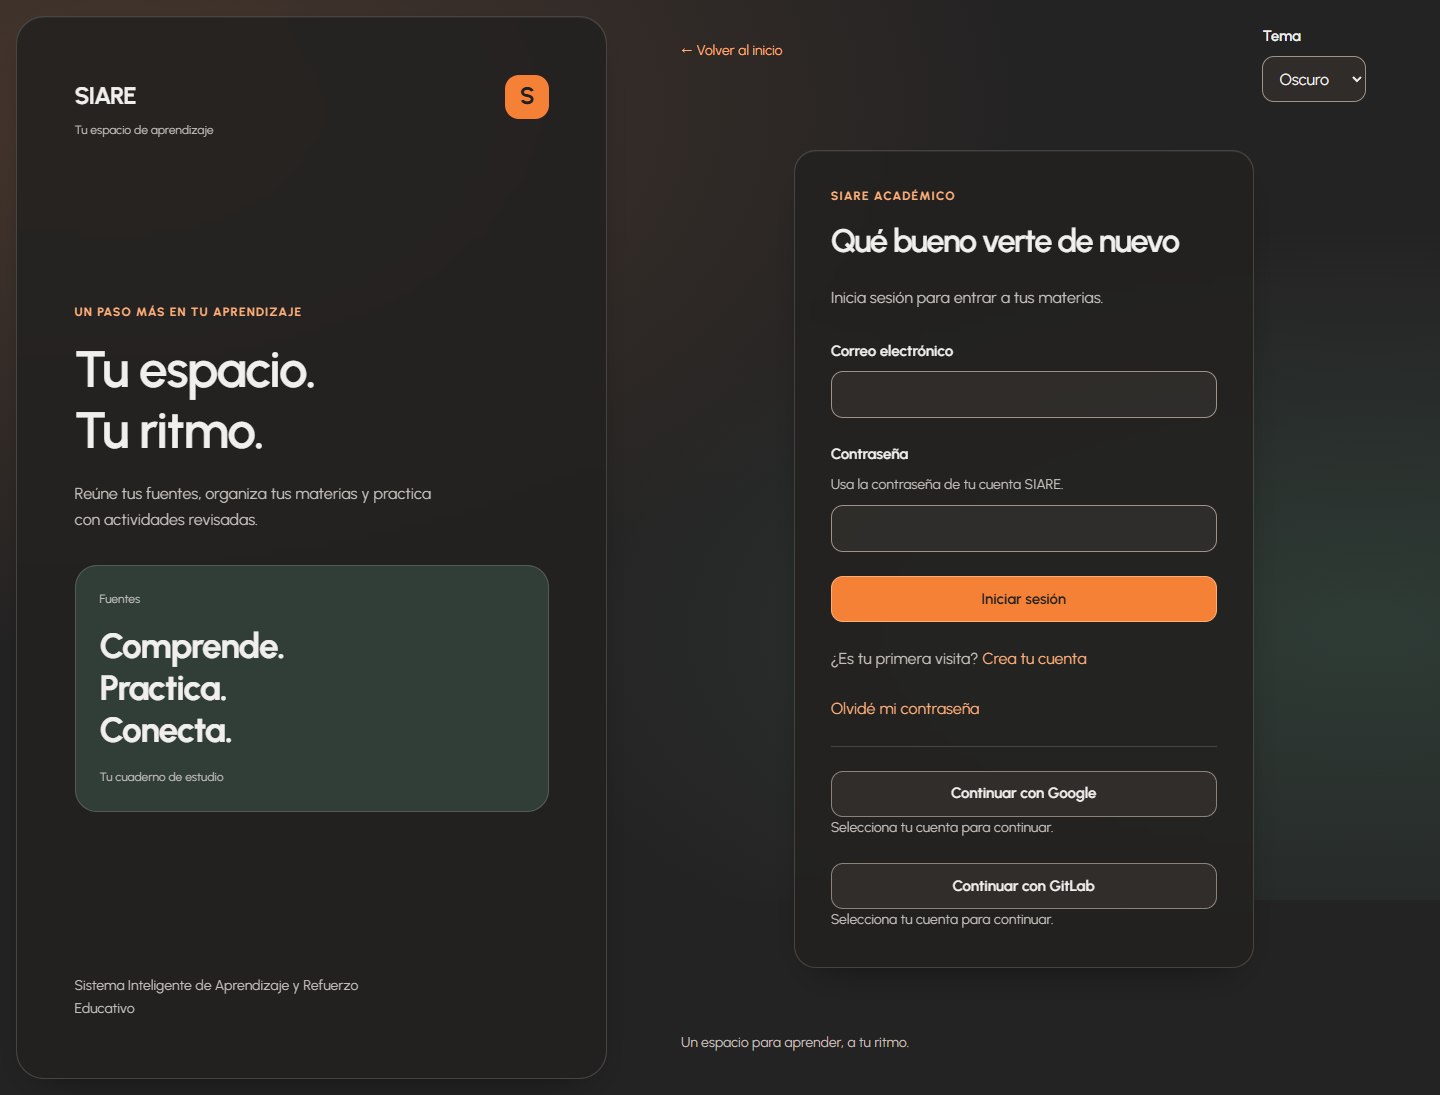 SIARE
S
Tu espacio de aprendizaje
UN PASO MÁS EN TU APRENDIZAJE
Tu espacio.
Tu ritmo.
Reúne tus fuentes, organiza tus materias y practica
con actividades revisadas.
Fuentes
Comprende.
Practica.
Conecta.
Tu cuaderno de estudio
Sistema Inteligente de Aprendizaje y Refuerzo
Educativo
← Volver al inicio
Tema
Oscuro
SIARE ACADÉMICO
Qué bueno verte de nuevo
Inicia sesión para entrar a tus materias.
Correo electrónico
Contraseña
Usa la contraseña de tu cuenta SIARE.
Iniciar sesión
¿Es tu primera visita? Crea tu cuenta
Olvidé mi contraseña
Continuar con Google
Selecciona tu cuenta para continuar.
Continuar con GitLab
Selecciona tu cuenta para continuar.
Un espacio para aprender, a tu ritmo.